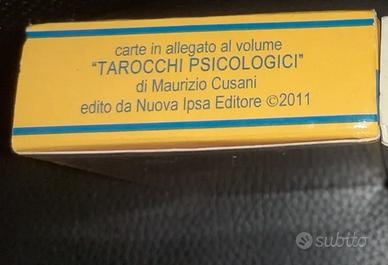 carte in allegato al volume
"TAROCCHI PSICOLOGICI"
di Maurizio Cusani
edito da Nuova Ipsa Editore ©2011
subito